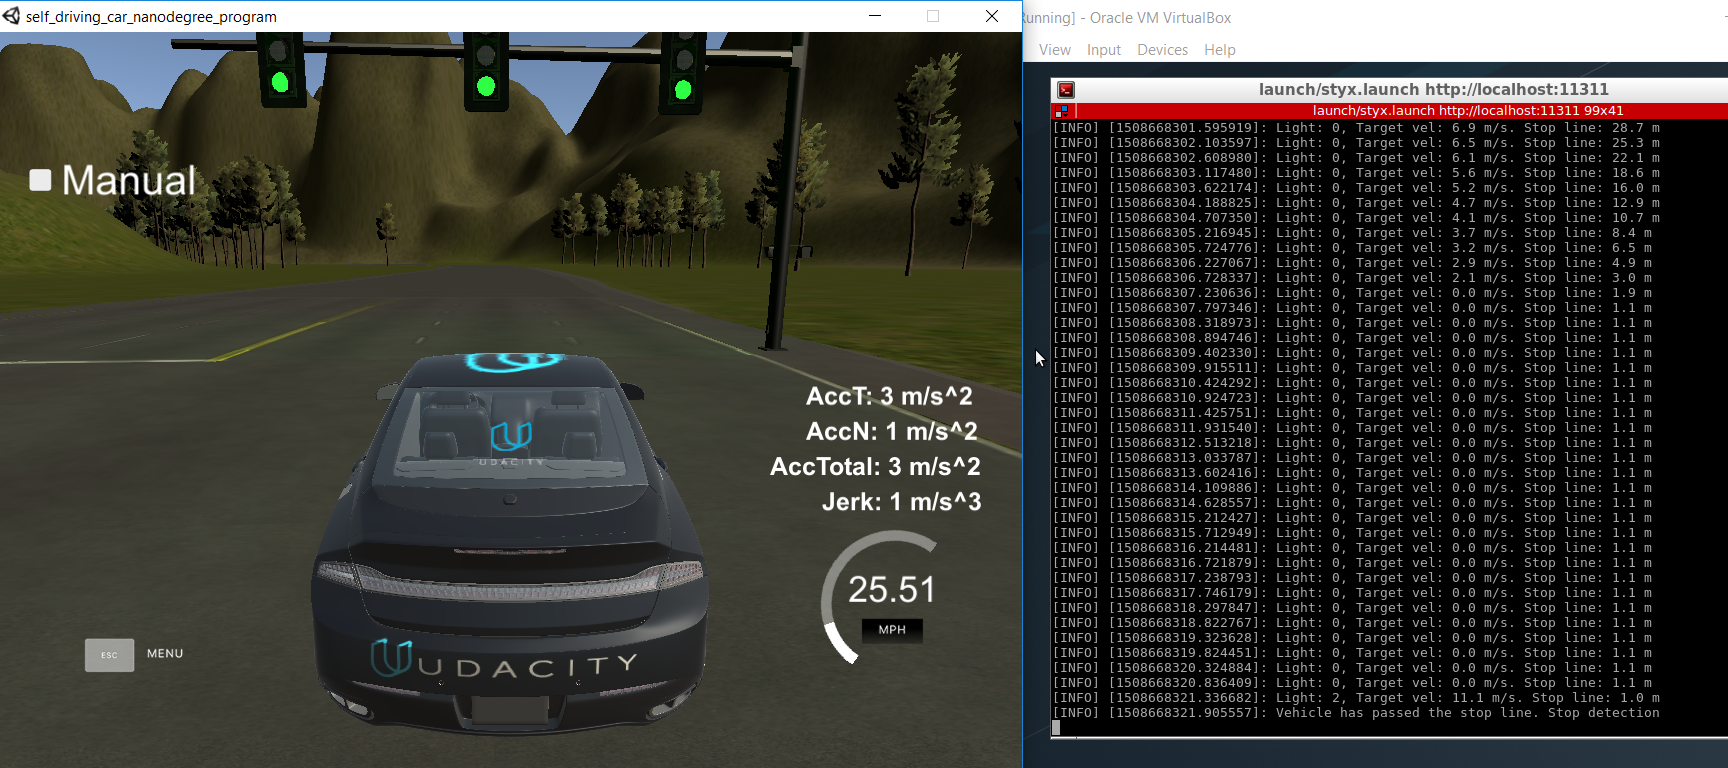 self_driving_car_nanodegree_program
Manual
AccT: 3 m/s^2
AccN: 1 m/s^2
AccTotal: 3 m/s^2
Jerk: 1 m/s^3
25.51
MPH
UDACITY
UDACITY
ESC MENU
Running] - Oracle VM VirtualBox
View Input Devices Help
launch/styx.launch http://localhost:11311
launch/styx.launch http://localhost:11311 99x41
[INFO] [1508668301.595919]: Light: 0, Target vel: 6.9 m/s. Stop line: 28.7 m
[INFO] [1508668302.103597]: Light: 0, Target vel: 6.5 m/s. Stop line: 25.3 m
[INFO] [1508668302.608980]: Light: 0, Target vel: 6.1 m/s. Stop line: 22.1 m
[INFO] [1508668303.117480]: Light: 0, Target vel: 5.6 m/s. Stop line: 18.6 m
[INFO] [1508668303.622174]: Light: 0, Target vel: 5.2 m/s. Stop line: 16.0 m
[INFO] [1508668304.188825]: Light: 0, Target vel: 4.7 m/s. Stop line: 12.9 m
[INFO] [1508668304.707350]: Light: 0, Target vel: 4.1 m/s. Stop line: 10.7 m
[INFO] [1508668305.216945]: Light: 0, Target vel: 3.7 m/s. Stop line: 8.4 m
[INFO] [1508668305.724776]: Light: 0, Target vel: 3.2 m/s. Stop line: 6.5 m
[INFO] [1508668306.227067]: Light: 0, Target vel: 2.9 m/s. Stop line: 4.9 m
[INFO] [1508668306.728337]: Light: 0, Target vel: 2.1 m/s. Stop line: 3.0 m
[INFO] [1508668307.230636]: Light: 0, Target vel: 0.0 m/s. Stop line: 1.9 m
[INFO] [1508668307.797346]: Light: 0, Target vel: 0.0 m/s. Stop line: 1.1 m
[INFO] [1508668308.318973]: Light: 0, Target vel: 0.0 m/s. Stop line: 1.1 m
[INFO] [1508668308.894746]: Light: 0, Target vel: 0.0 m/s. Stop line: 1.1 m
[INFO] [1508668309.402330]: Light: 0, Target vel: 0.0 m/s. Stop line: 1.1 m
[INFO] [1508668309.915511]: Light: 0, Target vel: 0.0 m/s. Stop line: 1.1 m
[INFO] [1508668310.424292]: Light: 0, Target vel: 0.0 m/s. Stop line: 1.1 m
[INFO] [1508668310.924723]: Light: 0, Target vel: 0.0 m/s. Stop line: 1.1 m
[INFO] [1508668311.425751]: Light: 0, Target vel: 0.0 m/s. Stop line: 1.1 m
[INFO] [1508668311.931540]: Light: 0, Target vel: 0.0 m/s. Stop line: 1.1 m
[INFO] [1508668312.513218]: Light: 0, Target vel: 0.0 m/s. Stop line: 1.1 m
[INFO] [1508668313.033787]: Light: 0, Target vel: 0.0 m/s. Stop line: 1.1 m
[INFO] [1508668313.602416]: Light: 0, Target vel: 0.0 m/s. Stop line: 1.1 m
[INFO] [1508668314.109886]: Light: 0, Target vel: 0.0 m/s. Stop line: 1.1 m
[INFO] [1508668314.628557]: Light: 0, Target vel: 0.0 m/s. Stop line: 1.1 m
[INFO] [1508668315.212427]: Light: 0, Target vel: 0.0 m/s. Stop line: 1.1 m
[INFO] [1508668315.712949]: Light: 0, Target vel: 0.0 m/s. Stop line: 1.1 m
[INFO] [1508668316.214481]: Light: 0, Target vel: 0.0 m/s. Stop line: 1.1 m
[INFO] [1508668316.721879]: Light: 0, Target vel: 0.0 m/s. Stop line: 1.1 m
[INFO] [1508668317.238793]: Light: 0, Target vel: 0.0 m/s. Stop line: 1.1 m
[INFO] [1508668317.746179]: Light: 0, Target vel: 0.0 m/s. Stop line: 1.1 m
[INFO] [1508668318.297847]: Light: 0, Target vel: 0.0 m/s. Stop line: 1.1 m
[INFO] [1508668318.822767]: Light: 0, Target vel: 0.0 m/s. Stop line: 1.1 m
[INFO] [1508668319.323628]: Light: 0, Target vel: 0.0 m/s. Stop line: 1.1 m
[INFO] [1508668319.824451]: Light: 0, Target vel: 0.0 m/s. Stop line: 1.1 m
[INFO] [1508668320.324884]: Light: 0, Target vel: 0.0 m/s. Stop line: 1.1 m
[INFO] [1508668320.836409]: Light: 0, Target vel: 0.0 m/s. Stop line: 1.1 m
[INFO] [1508668321.336682]: Light: 2, Target vel: 11.1 m/s. Stop line: 1.0 m
[INFO] [1508668321.905557]: Vehicle has passed the stop line. Stop detection